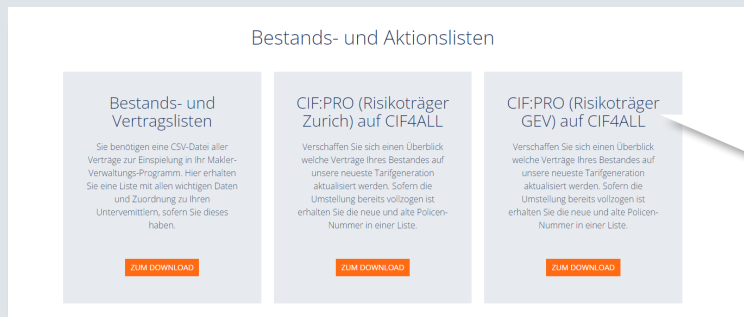 Bestands- und Aktionslisten
Bestands- und
Vertragslisten
Sie benötigen eine CSV-Datei aller
Verträge zur Einspielung in Ihr Makler-
Verwaltungs-Programm. Hier erhalten
Sie eine Liste mit allen wichtigen Daten
und Zuordnung zu Ihren
Untervemittlern, sofern Sie dieses
haben.
ZUM DOWNLOAD
CIF:PRO (Risikoträger
Zurich) auf CIF4ALL
Verschaffen Sie sich einen Überblick
welche Verträge Ihres Bestandes auf
unsere neueste Tarifgeneration
aktualisiert werden. Sofern die
Umstellung bereits vollzogen ist
erhalten Sie die neue und alte Policen-
Nummer in einer Liste.
ZUM DOWNLOAD
CIF:PRO (Risikoträger
GEV) auf CIF4ALL
Verschaffen Sie sich einen Überblick
welche Verträge Ihres Bestandes auf
unsere neueste Tarifgeneration
aktualisiert werden. Sofern die
Umstellung bereits vollzogen ist
erhalten Sie die neue und alte Policen-
Nummer in einer Liste.
ZUM DOWNLOAD